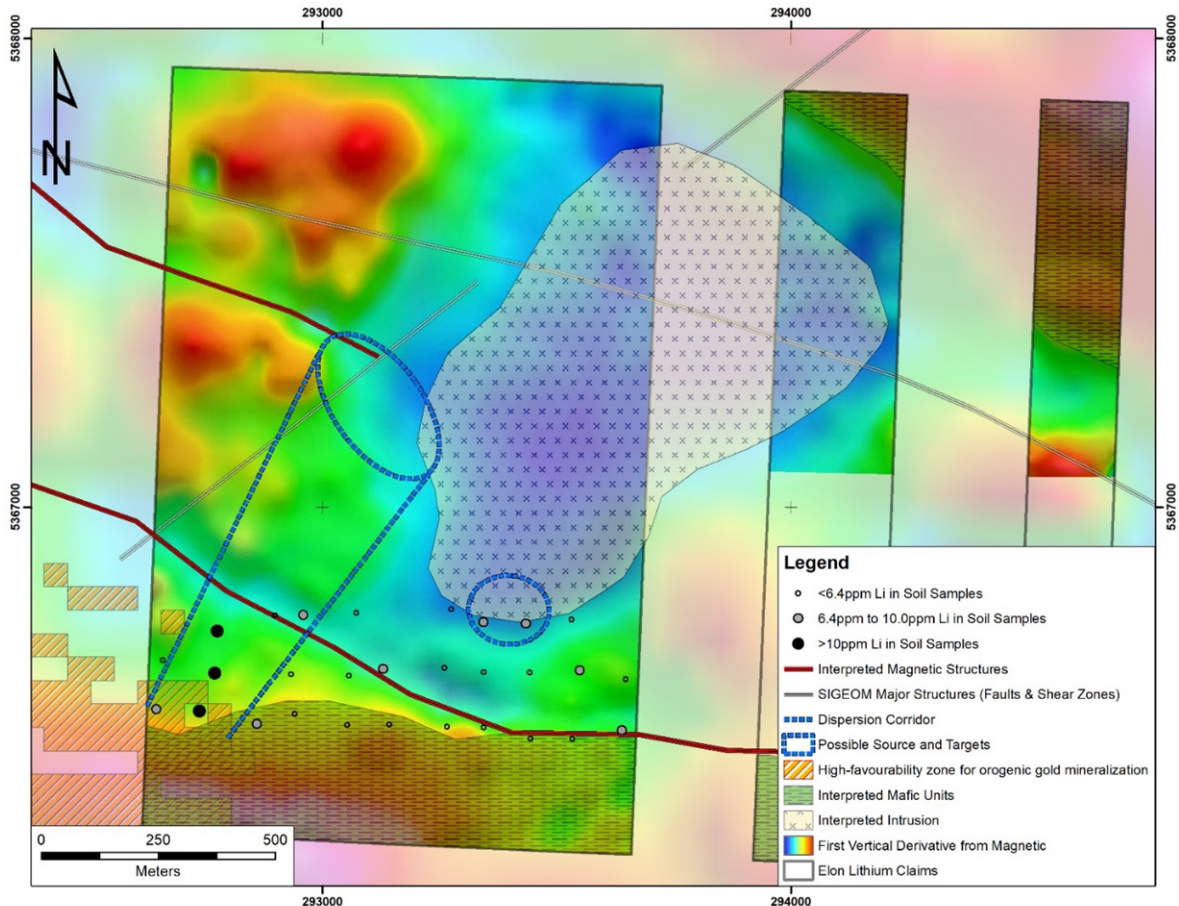 293000
294000
5368000
5368000
N
5367000
5367000
Legend
<6.4ppm Li in Soil Samples
6.4ppm to 10.0ppm Li in Soil Samples
>10ppm Li in Soil Samples
Interpreted Magnetic Structures
SIGEOM Major Structures (Faults & Shear Zones)
Dispersion Corridor
Possible Source and Targets
High-favourability zone for orogenic gold mineralization
Interpreted Mafic Units
Interpreted Intrusion
First Vertical Derivative from Magnetic
Elon Lithium Claims
0 250 500
Meters
293000
294000